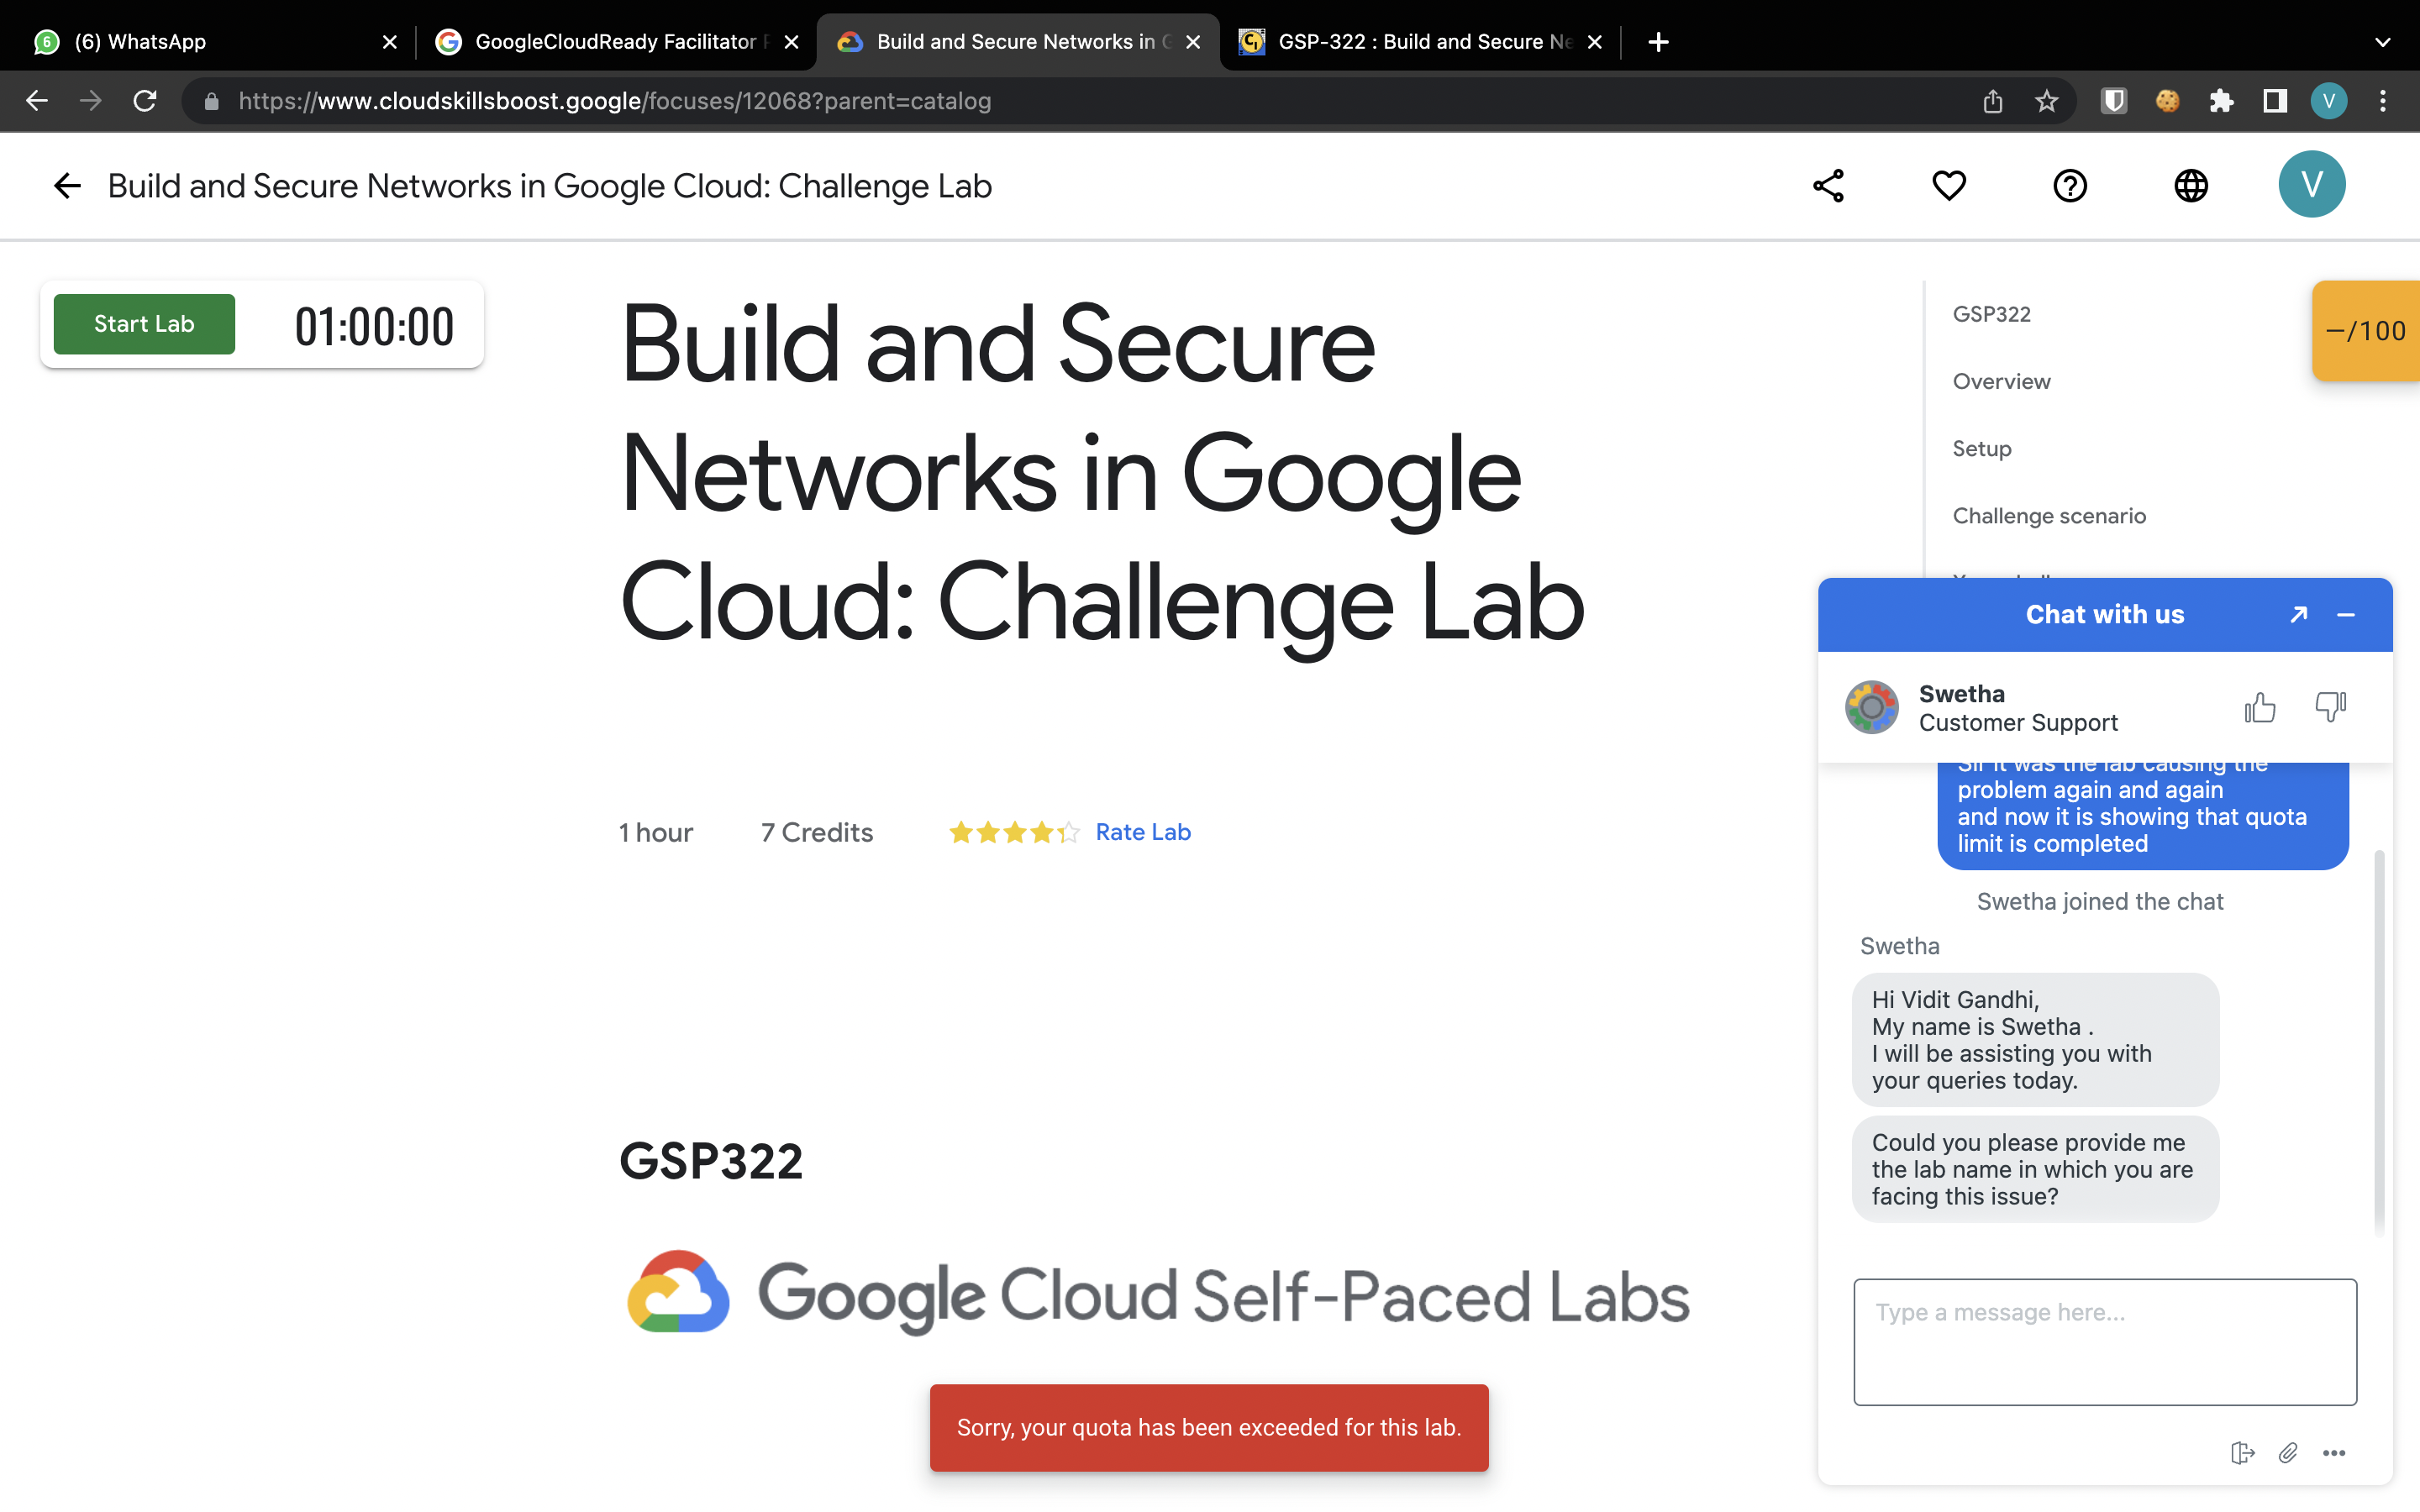 6
(6) WhatsApp
GoogleCloudReady Facilitator
Build and Secure Networks in
GSP-322 : Build and Secure
https://www.cloudskillsboost.google/focuses/12068?parent=catalog
V
Build and Secure Networks in Google Cloud: Challenge Lab
V
Start Lab
01:00:00
Build and Secure
Networks in Google
Cloud: Challenge Lab
1 hour
7 Credits
Rate Lab
GSP322
Google Cloud Self-Paced Labs
Sorry, your quota has been exceeded for this lab.
GSP322
Overview
Setup
Challenge scenario
–/100
Chat with us
Swetha
Customer Support
Sir it was the lab causing the
problem again and again
and now it is showing that quota
limit is completed
Swetha joined the chat
Swetha
Hi Vidit Gandhi,
My name is Swetha .
I will be assisting you with
your queries today.
Could you please provide me
the lab name in which you are
facing this issue?
Type a message here...